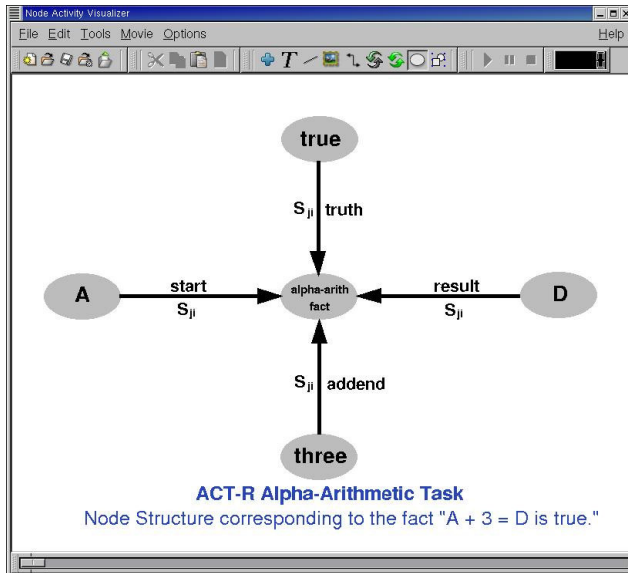 Node Activity Visualizer
File Edit Tools Movie Options Help
T
true
S ji truth
A start S ji alpha-arith fact result S ji D
S ji addend
three
ACT-R Alpha-Arithmetic Task
Node Structure corresponding to the fact "A + 3 = D is true."